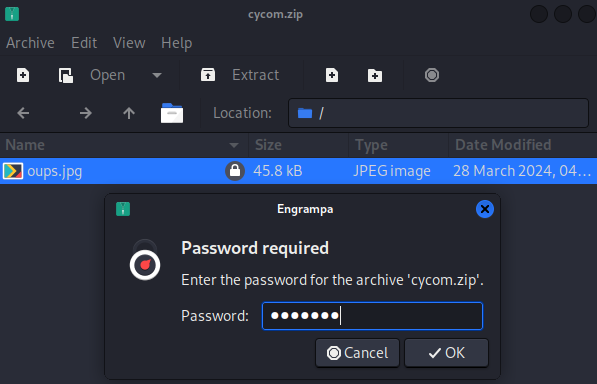 cycom.zip
Archive Edit View Help
Open Extract
Location: /
Name Size Type Date Modified
oups.jpg 45.8 kB JPEG image 28 March 2024, 04...
Engrampa
Password required
Enter the password for the archive 'cycom.zip'.
Password: ●●●●●●●
Cancel OK